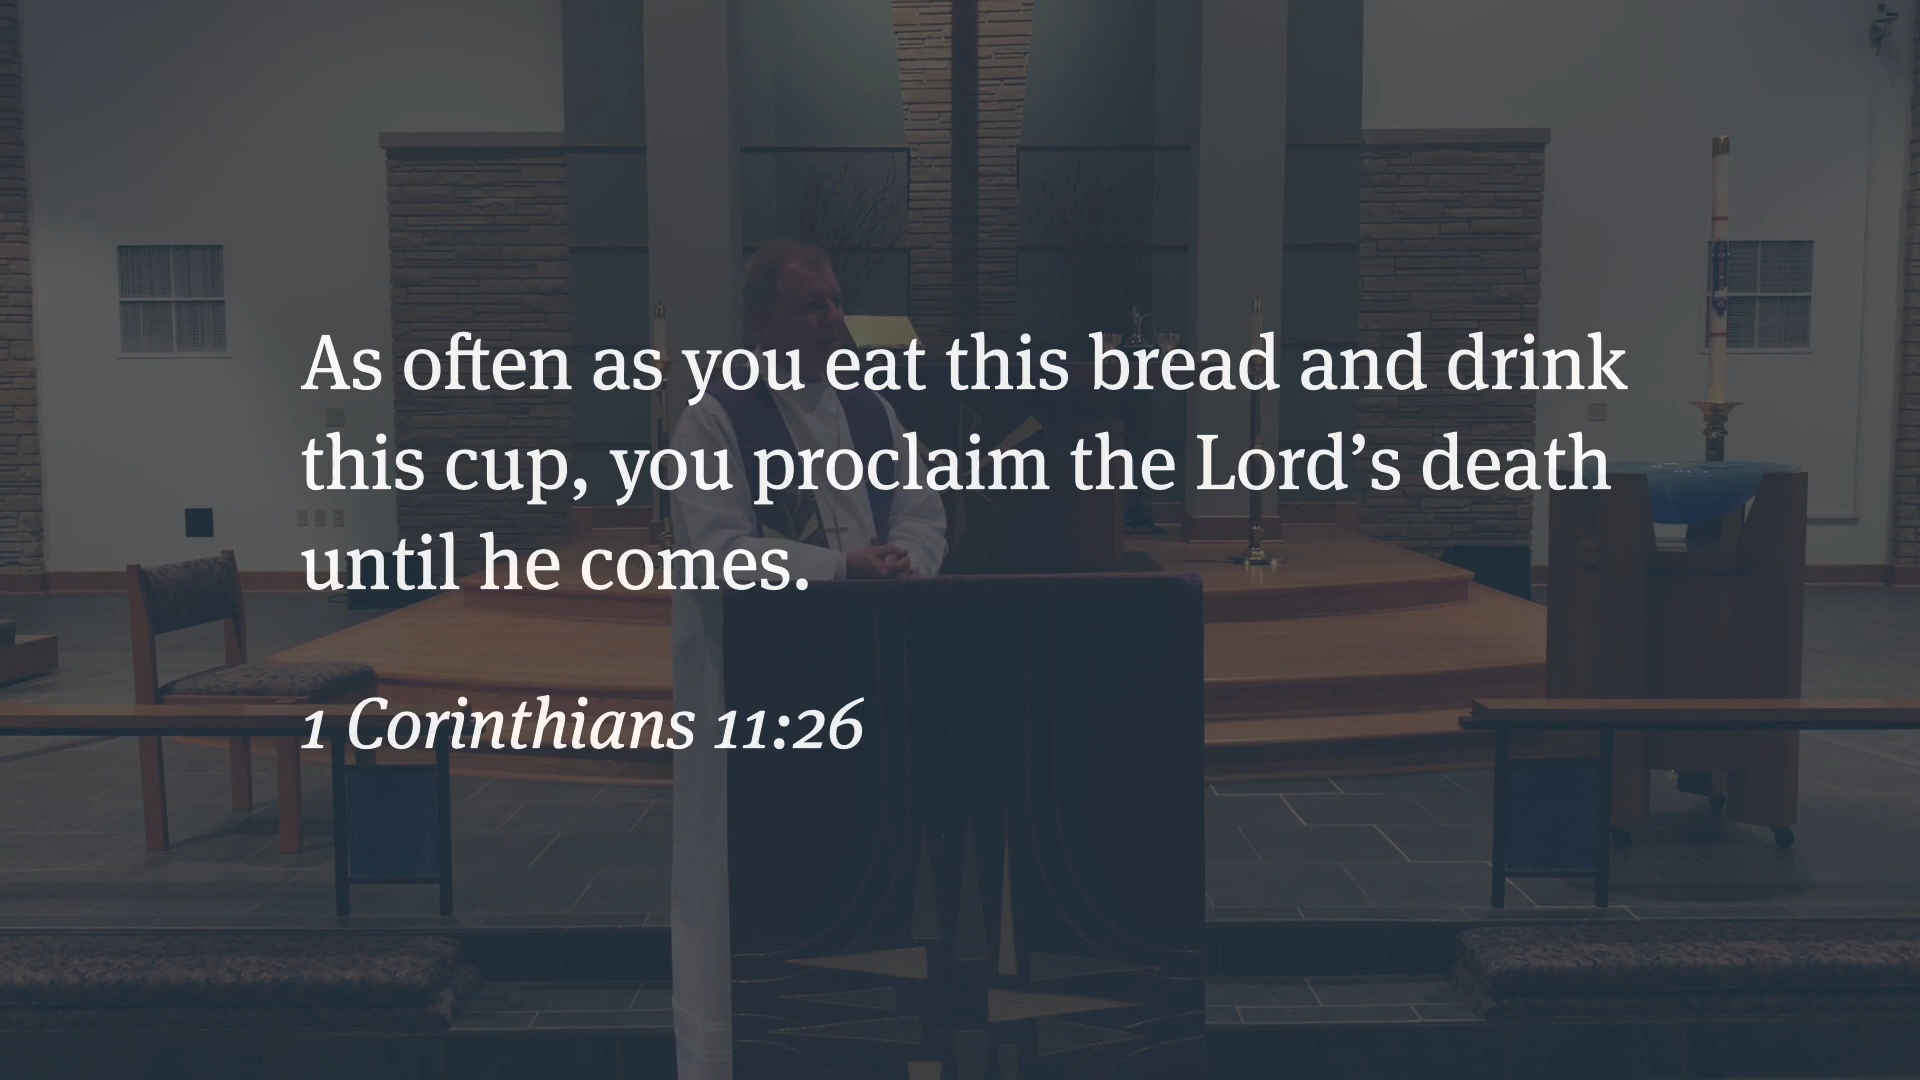 As often as you eat this bread and drink
this cup, you proclaim the Lord’s death
until he comes.
1 Corinthians 11:26